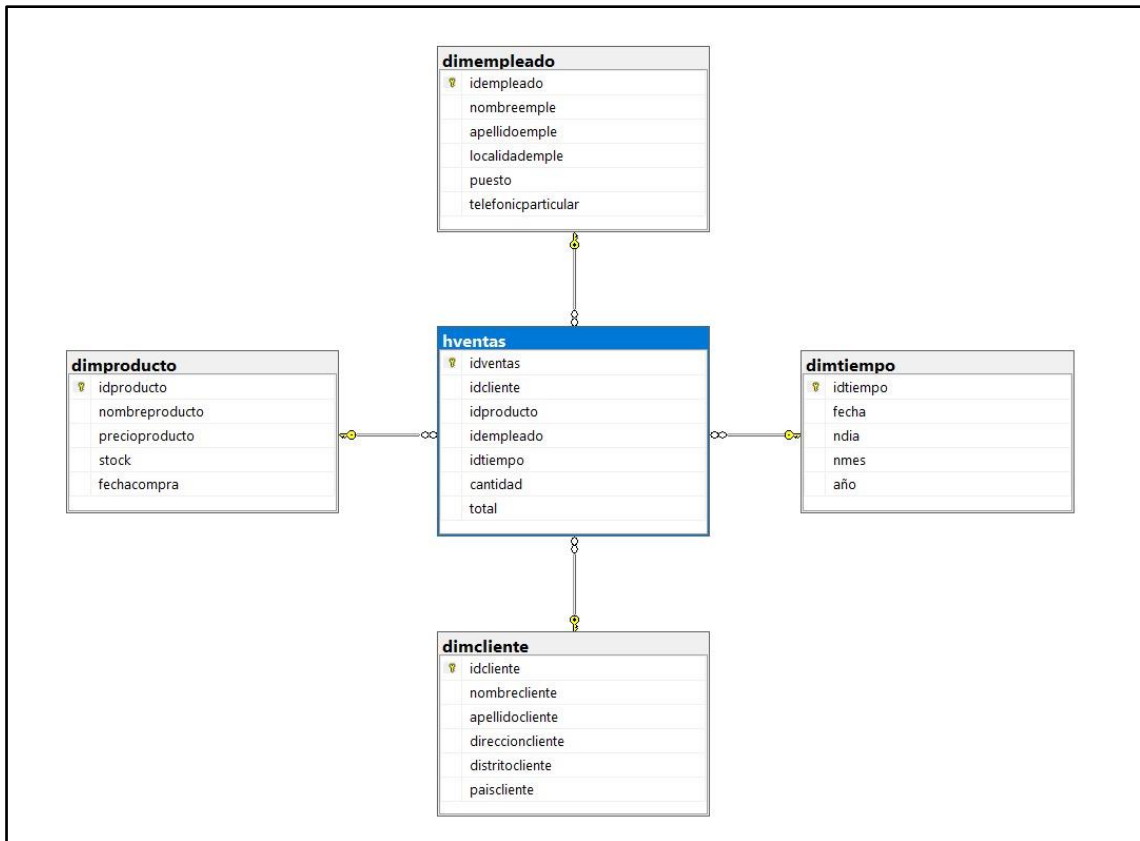 dimempleado
idempleado
nombreemple
apellidoemple
localidademple
puesto
telefonicparticular
dimproducto
idproducto
nombreproducto
precioproducto
stock
fechacompra
hventas
idventas
idcliente
idproducto
idempleado
idtiempo
cantidad
total
dimtiempo
idtiempo
fecha
ndia
nmes
año
dimcliente
idcliente
nombrecliente
apellidocliente
direccioncliente
distritocliente
paiscliente